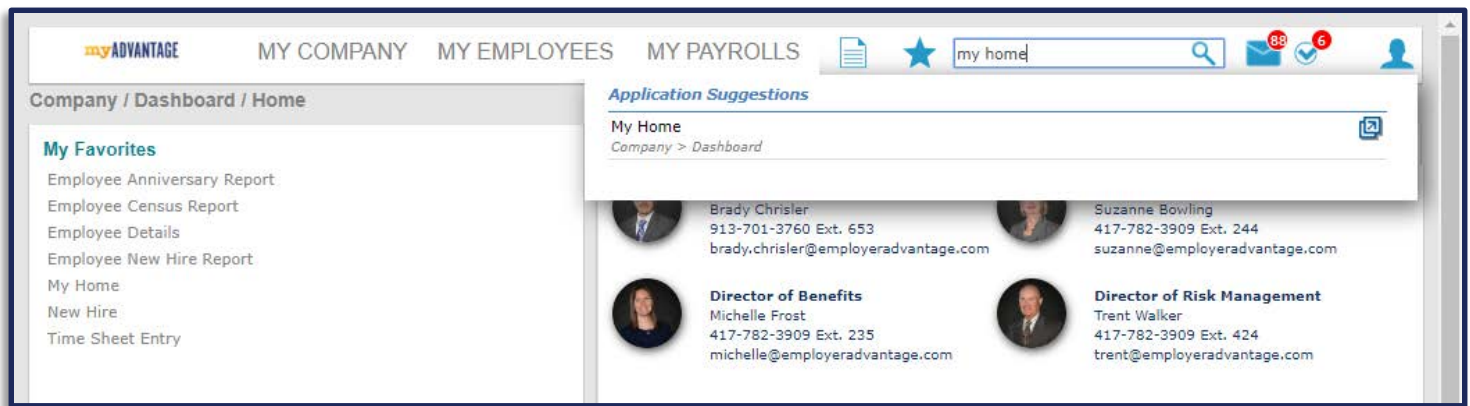 myADVANTAGE MY COMPANY MY EMPLOYEES MY PAYROLLS my home 88 6
Company / Dashboard / Home
Application Suggestions
My Home
Company > Dashboard
My Favorites
Employee Anniversary Report
Employee Census Report
Employee Details
Employee New Hire Report
My Home
New Hire
Time Sheet Entry
Brady Chrisler
913-701-3760 Ext. 653
brady.chrisler@employeradvantage.com
Suzanne Bowling
417-782-3909 Ext. 244
suzanne@employeradvantage.com
Director of Benefits
Michelle Frost
417-782-3909 Ext. 235
michelle@employeradvantage.com
Director of Risk Management
Trent Walker
417-782-3909 Ext. 424
trent@employeradvantage.com